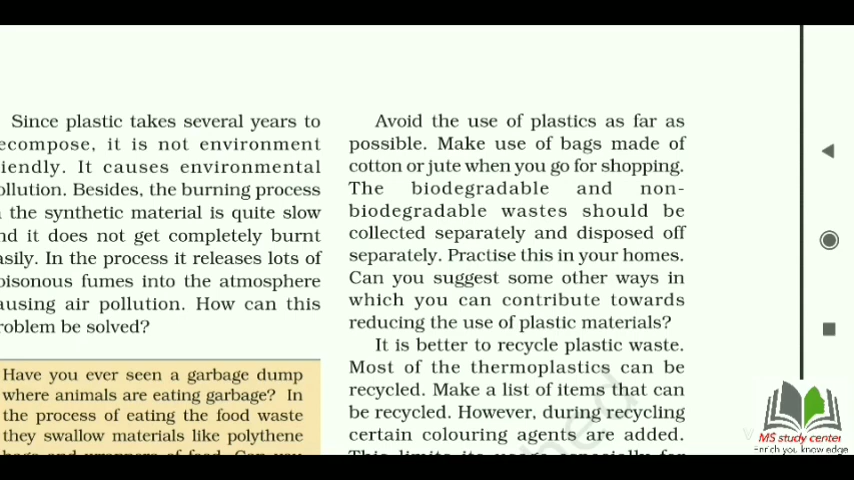 Since plastic takes several years to
ecompose, it is not environment
iendly. It causes environmental
ollution. Besides, the burning process
the synthetic material is quite slow
nd it does not get completely burnt
asily. In the process it releases lots of
oisonous fumes into the atmosphere
ausing air pollution. How can this
roblem be solved?
Have you ever seen a garbage dump
where animals are eating garbage? In
the process of eating the food waste
they swallow materials like polythene
Avoid the use of plastics as far as
possible. Make use of bags made of
cotton or jute when you go for shopping.
The biodegradable and non-
biodegradable wastes should be
collected separately and disposed off
separately. Practise this in your homes.
Can you suggest some other ways in
which you can contribute towards
reducing the use of plastic materials?
It is better to recycle plastic waste.
Most of the thermoplastics can be
recycled. Make a list of items that can
be recycled. However, during recycling
certain colouring agents are added.
MS study center
Enrich you knowledge